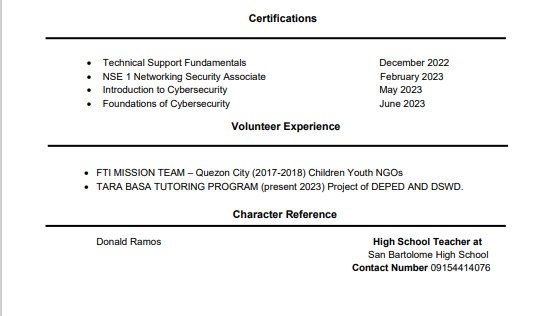 Certifications
• Technical Support Fundamentals December 2022
• NSE 1 Networking Security Associate February 2023
• Introduction to Cybersecurity May 2023
• Foundations of Cybersecurity June 2023
Volunteer Experience
• FTI MISSION TEAM – Quezon City (2017-2018) Children Youth NGOs
• TARA BASA TUTORING PROGRAM (present 2023) Project of DEPED AND DSWD.
Character Reference
Donald Ramos High School Teacher at
San Bartolome High School
Contact Number 09154414076